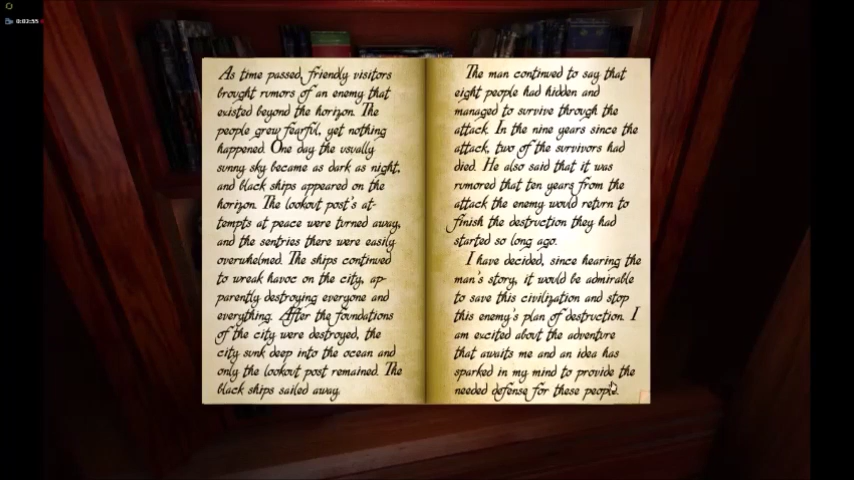 0:02:55
As time passed, friendly visitors
brought rumors of an enemy that
existed beyond the horizon. The
people grew fearful, yet nothing
happened. One day the usually
sunny sky became as dark as night,
and black ships appeared on the
horizon. The lookout post's at-
tempts at peace were turned away,
and the sentries there were easily
overwhelmed. The ships continued
to wreak havoc on the city, ap-
parently destroying everyone and
everything. After the foundations
of the city were destroyed, the
city sunk deep into the ocean and
only the lookout post remained. The
black ships sailed away.
The man continued to say that
eight people had hidden and
managed to survive through the
attack. In the nine years since the
attack, two of the survivors had
died. He also said that it was
rumored that ten years from the
attack the enemy would return to
finish the destruction they had
started so long ago.
I have decided, since hearing the
man's story, it would be admirable
to save this civilization and stop
this enemy's plan of destruction. I
am excited about the adventure
that awaits me and an idea has
sparked in my mind to provide the
needed defense for these people.